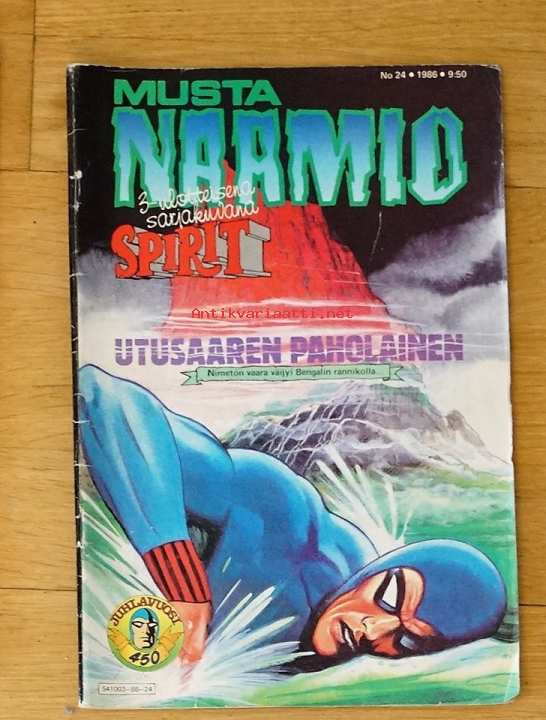 No 24 • 1986 • 9:50
MUSTA
NAAMIO
3-ulotteisena
sarjakuvana
SPIRIT
Antikvariaatti.net
UTUSAAREN PAHOLAINEN
Nimetön vaara väijyi Bengalin rannikolla...
JUHLAVUOSI
450
541003-86-24